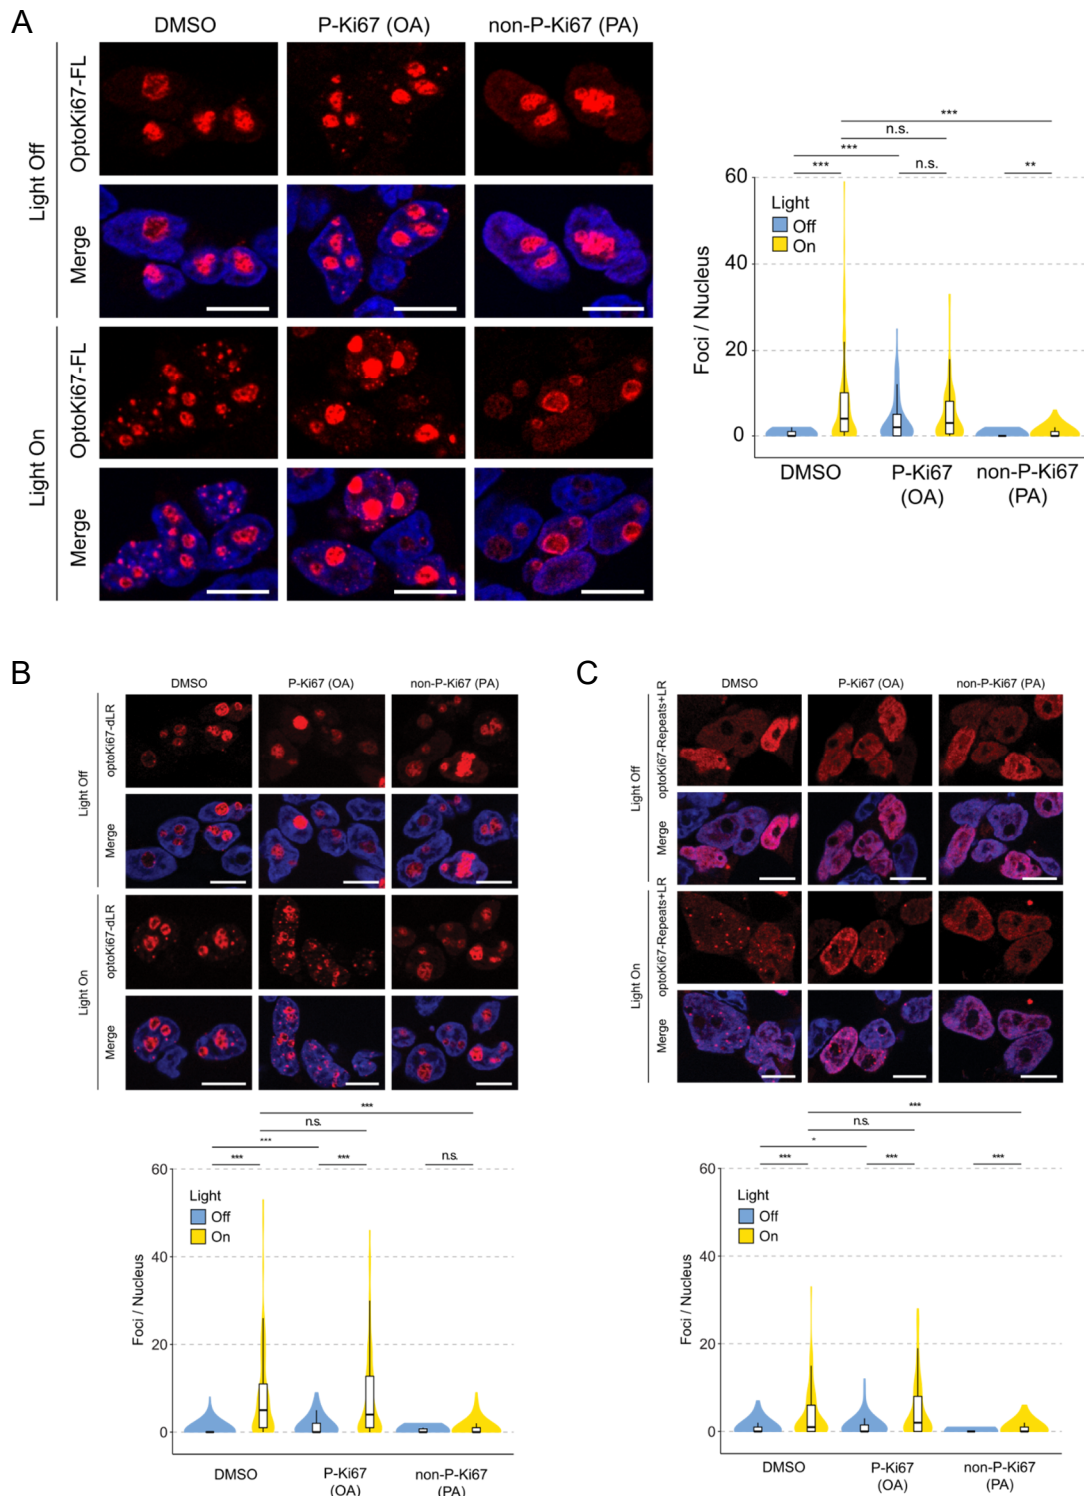 A
DMSO
P-Ki67 (OA)
non-P-Ki67 (PA)
Light Off
OptoKi67-FL
Merge
Light On
OptoKi67-FL
Merge
***
n.s.
***
***
n.s.
**
Foci / Nucleus
60
40
20
0
Light
Off
On
DMSO
P-Ki67
(OA)
non-P-Ki67
(PA)
B
DMSO
P-Ki67 (OA)
non-P-Ki67 (PA)
Light Off
optoKi67-dLR
Merge
Light On
optoKi67-dLR
Merge
***
n.s.
***
***
***
n.s.
Foci / Nucleus
60
40
20
0
Light
Off
On
DMSO
P-Ki67
(OA)
non-P-Ki67
(PA)
C
DMSO
P-Ki67 (OA)
non-P-Ki67 (PA)
Light Off
optoKi67-Repeats+LR
Merge
Light On
optoKi67-Repeats+LR
Merge
***
n.s.
*
***
***
***
Foci / Nucleus
60
40
20
0
Light
Off
On
DMSO
P-Ki67
(OA)
non-P-Ki67
(PA)